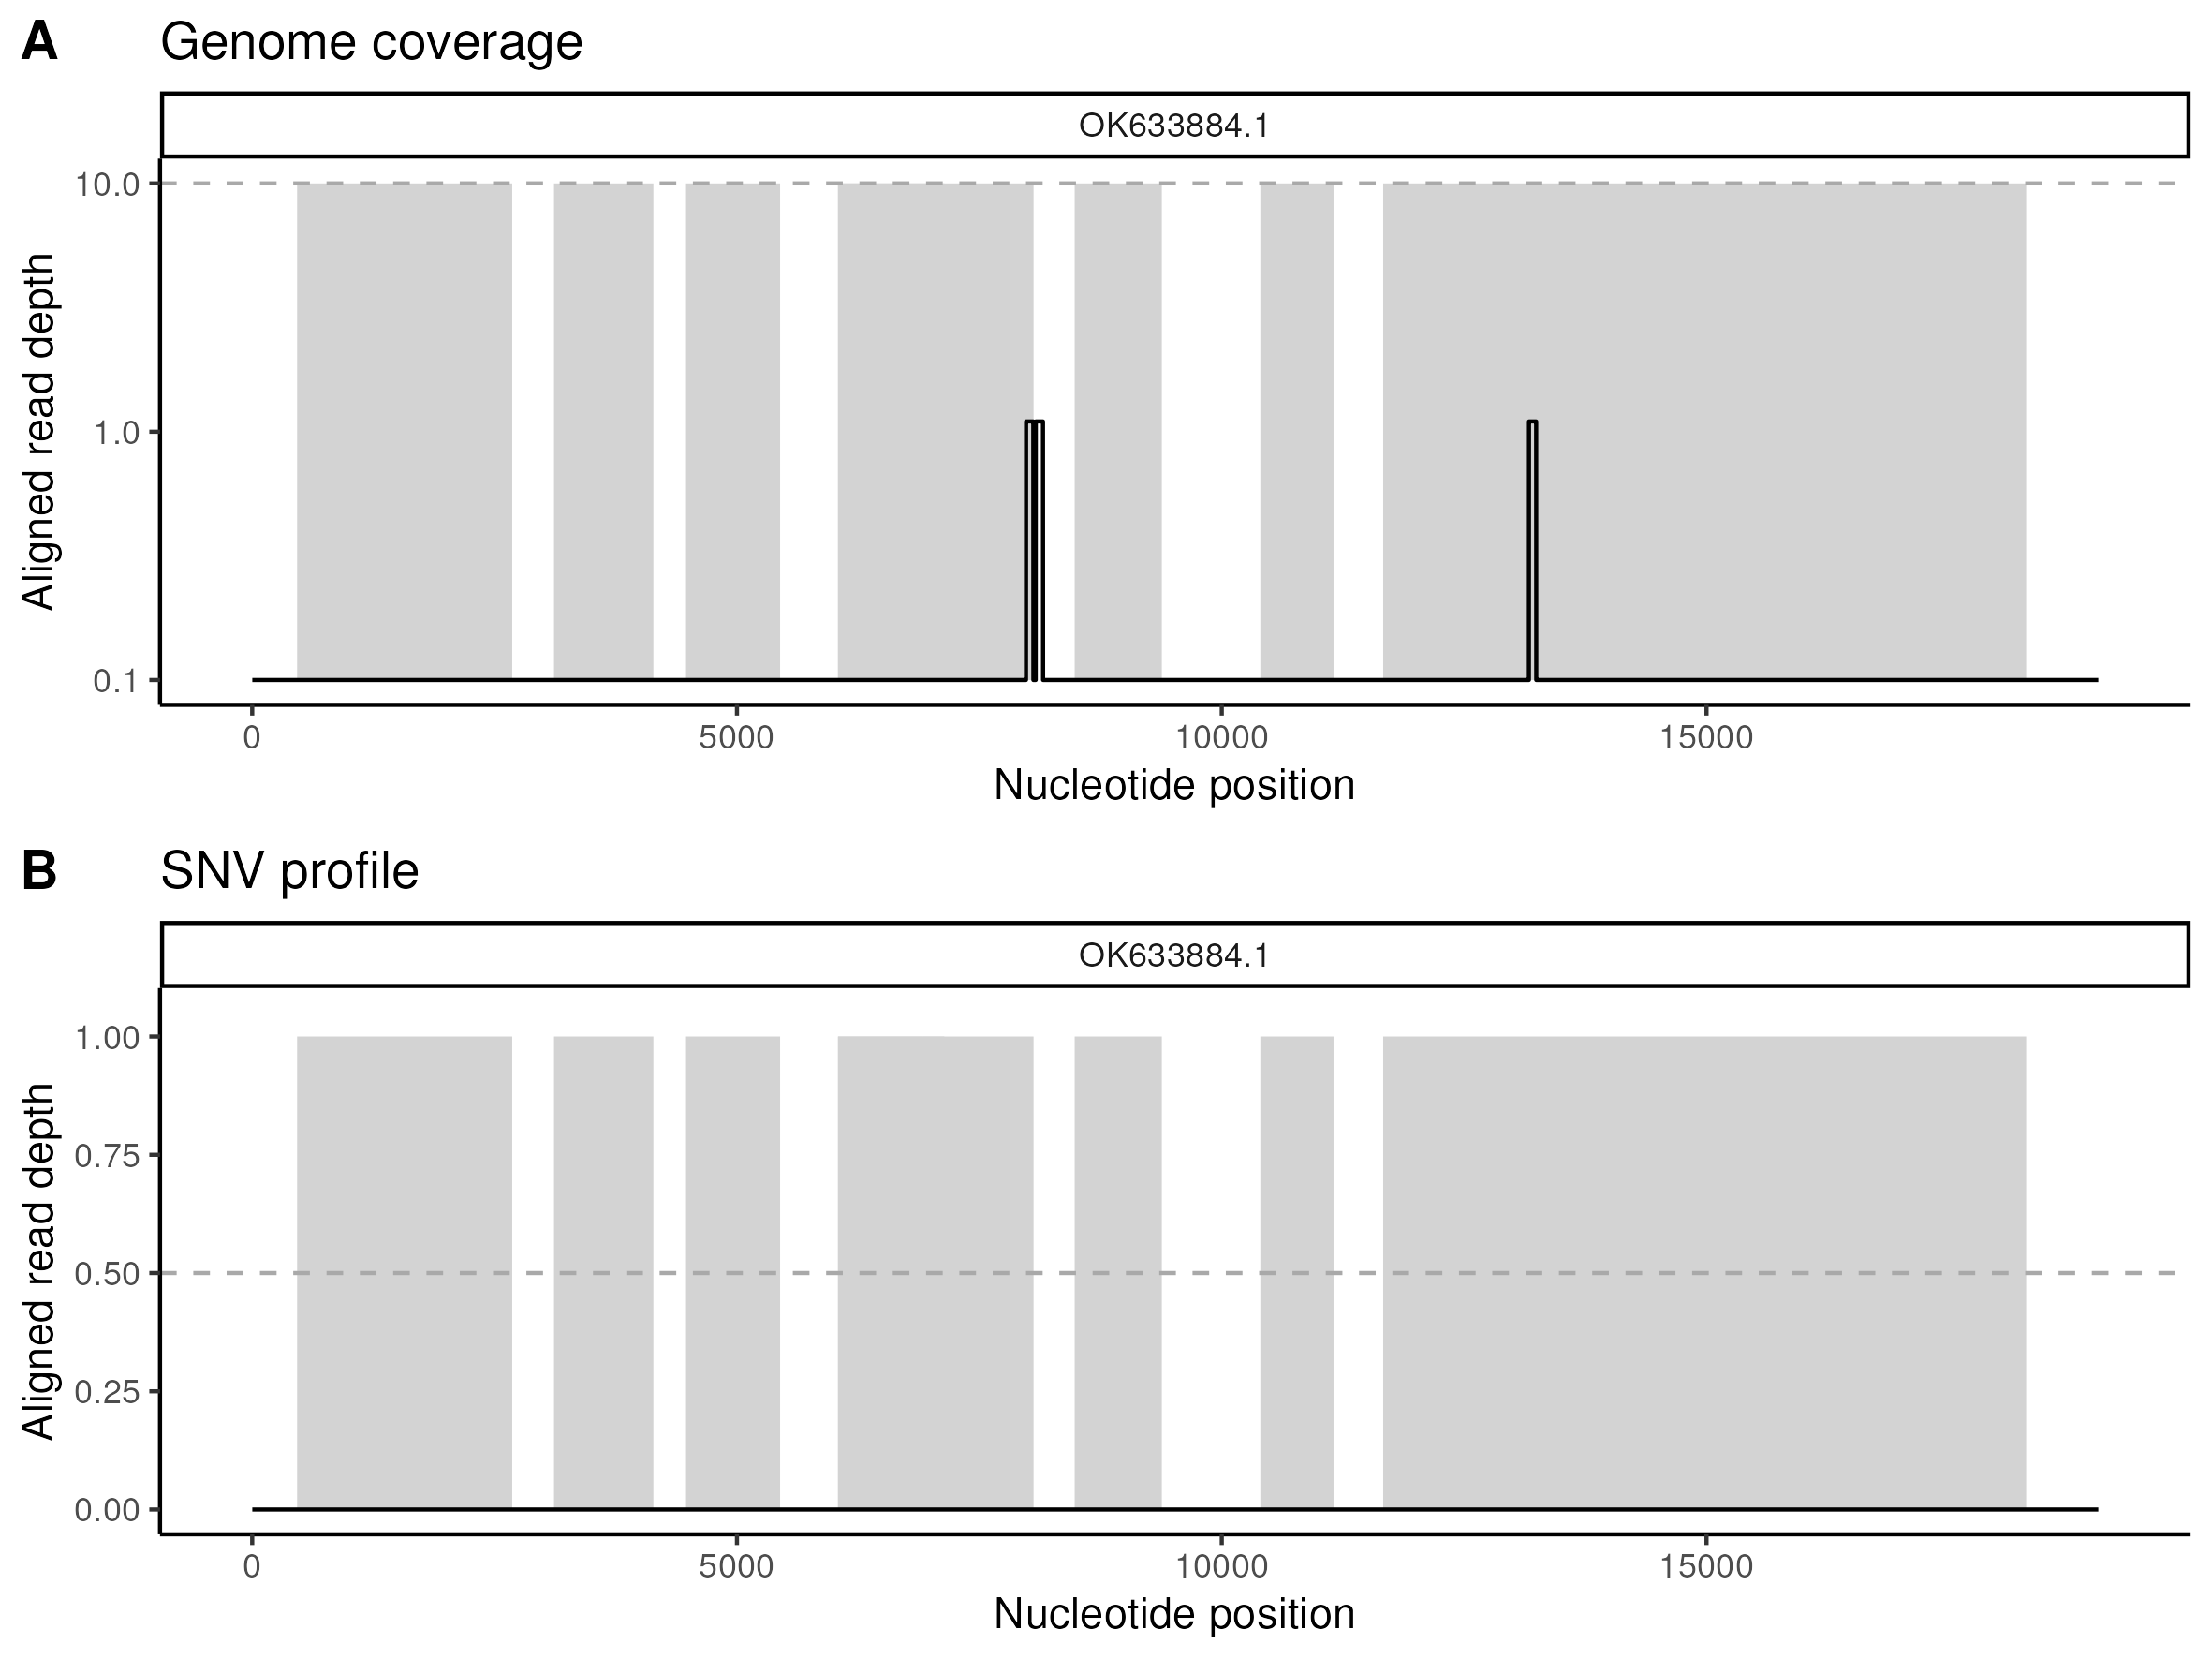 A Genome coverage
OK633884.1
10.0
1.0
0.1
Aligned read depth
0 5000 10000 15000
Nucleotide position
B SNV profile
OK633884.1
1.00
0.75
0.50
0.25
0.00
Aligned read depth
0 5000 10000 15000
Nucleotide position